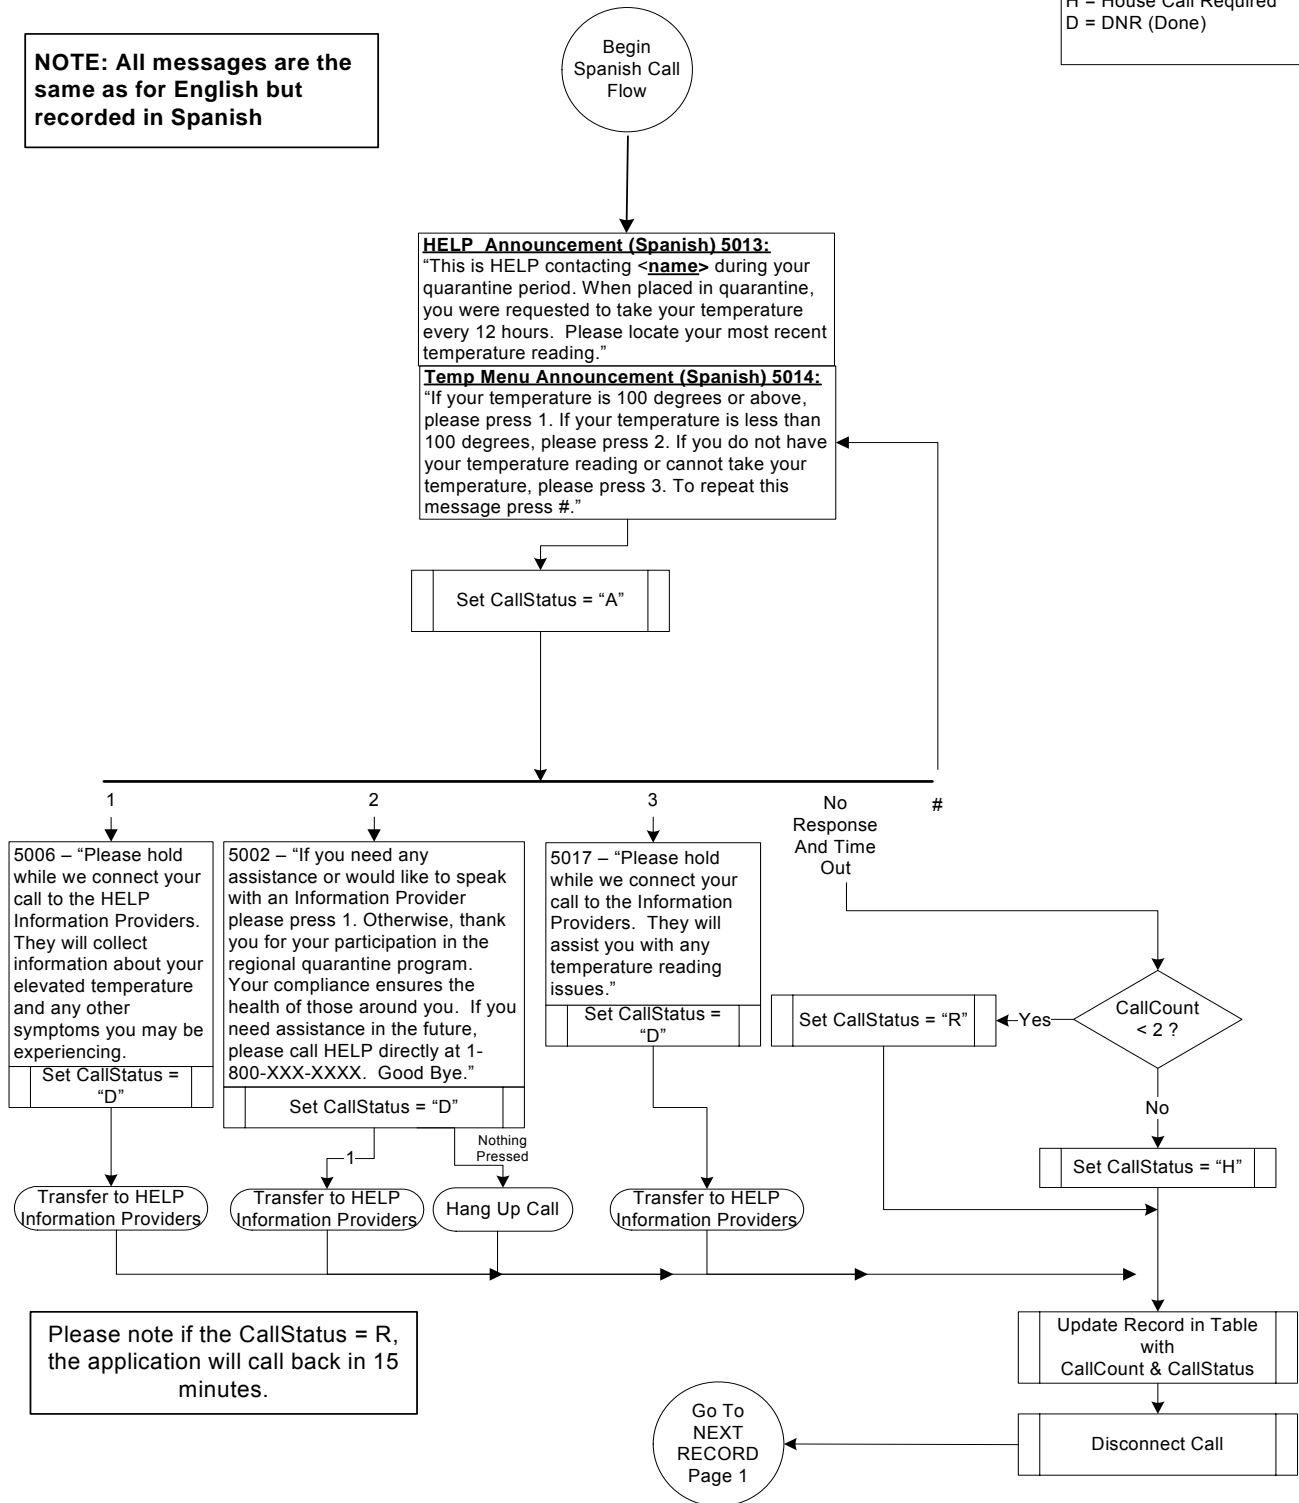 H = House Call Required
D = DNR (Done)
NOTE: All messages are the
same as for English but
recorded in Spanish
Begin
Spanish Call
Flow
HELP  Announcement (Spanish) 5013:
“This is HELP contacting <name> during your
quarantine period. When placed in quarantine,
you were requested to take your temperature
every 12 hours.  Please locate your most recent
temperature reading.”
Temp Menu Announcement (Spanish) 5014:
“If your temperature is 100 degrees or above,
please press 1. If your temperature is less than
100 degrees, please press 2. If you do not have
your temperature reading or cannot take your
temperature, please press 3. To repeat this
message press #.”
Set CallStatus = “A”
1
2
3
No
Response
And Time
Out
#
5006 – “Please hold
while we connect your
call to the HELP
Information Providers.
They will collect
information about your
elevated temperature
and any other
symptoms you may be
experiencing.
Set CallStatus =
“D”
5002 – “If you need any
assistance or would like to speak
with an Information Provider
please press 1. Otherwise, thank
you for your participation in the
regional quarantine program.
Your compliance ensures the
health of those around you.  If you
need assistance in the future,
please call HELP directly at 1-
800-XXX-XXXX.  Good Bye.”
Set CallStatus = “D”
5017 – “Please hold
while we connect your
call to the Information
Providers.  They will
assist you with any
temperature reading
issues.”
Set CallStatus =
“D”
Set CallStatus = “R”
Yes
CallCount
< 2 ?
No
Set CallStatus = “H”
1
Nothing
Pressed
Transfer to HELP
Information Providers
Transfer to HELP
Information Providers
Hang Up Call
Transfer to HELP
Information Providers
Please note if the CallStatus = R,
the application will call back in 15
minutes.
Update Record in Table
with
CallCount & CallStatus
Disconnect Call
Go To
NEXT
RECORD
Page 1